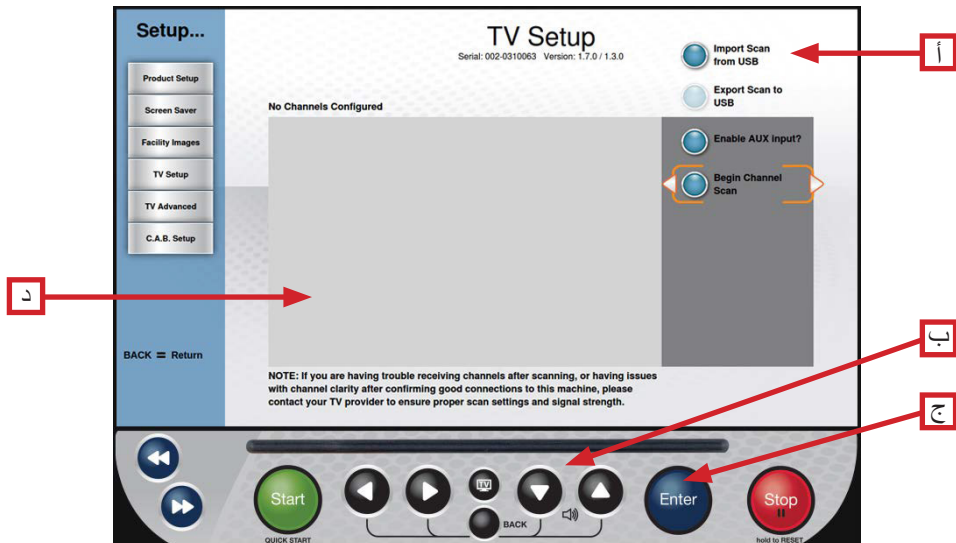 Setup...
Product Setup
Screen Saver
Facility Images
TV Setup
TV Advanced
C.A.B. Setup
BACK = Return
TV Setup
Serial: 002-0310063 Version: 1.7.0 / 1.3.0
Import Scan
from USB
Export Scan to
USB
No Channels Configured
Enable AUX input?
Begin Channel
Scan
NOTE: If you are having trouble receiving channels after scanning, or having issues
with channel clarity after confirming good connections to this machine, please
contact your TV provider to ensure proper scan settings and signal strength.
أ
د
ب
ج
Start
QUICK START
TV
BACK
Enter
Stop
hold to RESET